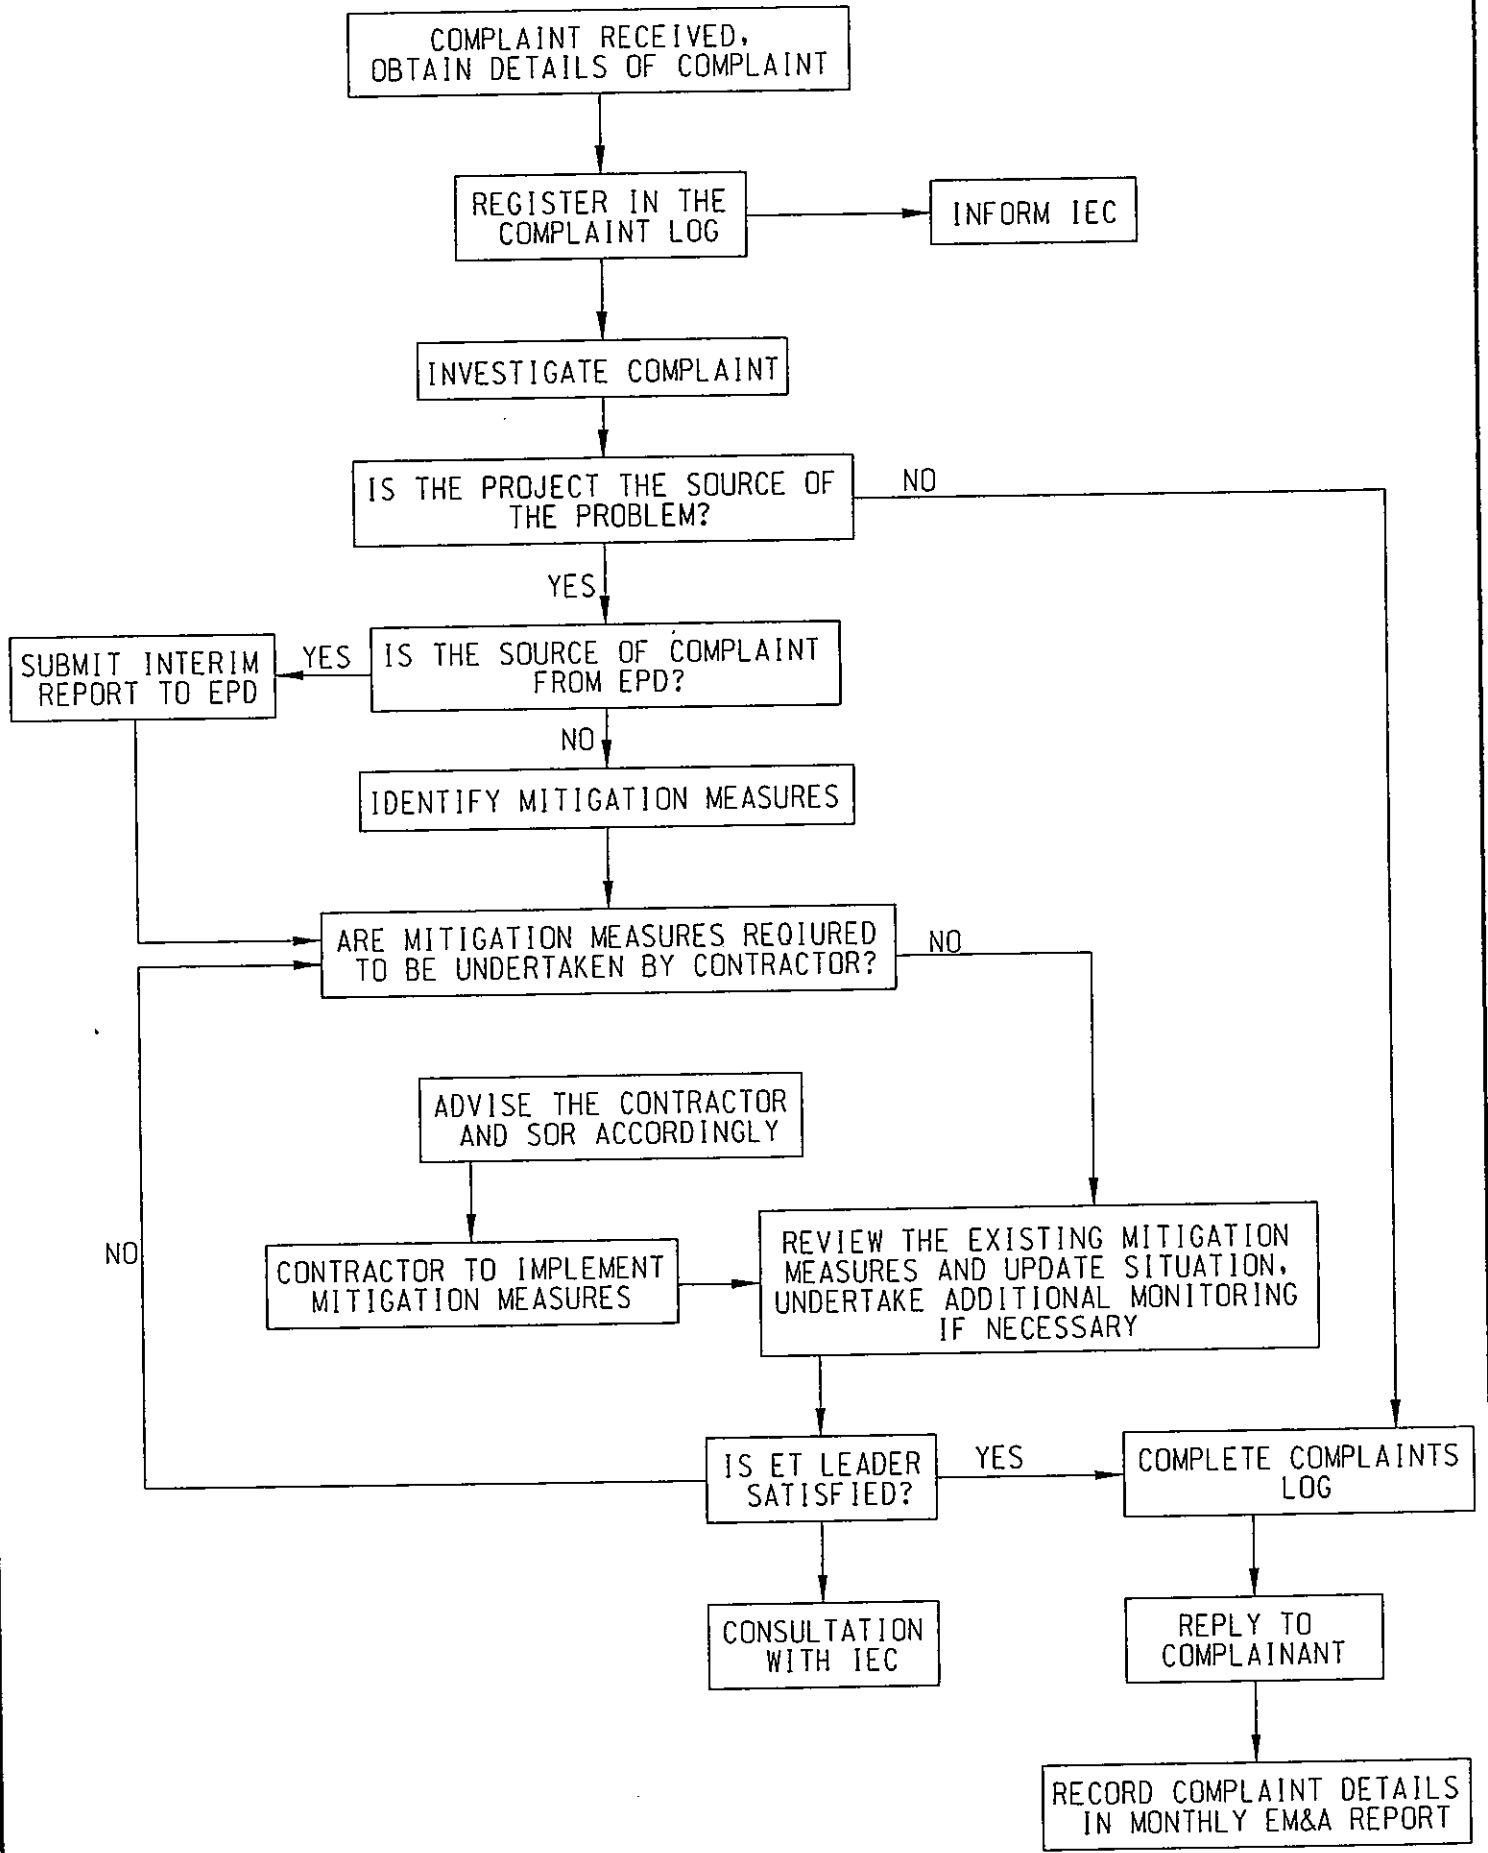 COMPLAINT RECEIVED,
OBTAIN DETAILS OF COMPLAINT
REGISTER IN THE
COMPLAINT LOG
INFORM IEC
INVESTIGATE COMPLAINT
IS THE PROJECT THE SOURCE OF
THE PROBLEM?
NO
YES
SUBMIT INTERIM
REPORT TO EPD
YES
IS THE SOURCE OF COMPLAINT
FROM EPD?
NO
IDENTIFY MITIGATION MEASURES
ARE MITIGATION MEASURES REQIURED
TO BE UNDERTAKEN BY CONTRACTOR?
NO
ADVISE THE CONTRACTOR
AND SOR ACCORDINGLY
NO
CONTRACTOR TO IMPLEMENT
MITIGATION MEASURES
REVIEW THE EXISTING MITIGATION
MEASURES AND UPDATE SITUATION,
UNDERTAKE ADDITIONAL MONITORING
IF NECESSARY
IS ET LEADER
SATISFIED?
YES
COMPLETE COMPLAINTS
LOG
CONSULTATION
WITH IEC
REPLY TO
COMPLAINANT
RECORD COMPLAINT DETAILS
IN MONTHLY EM&A REPORT